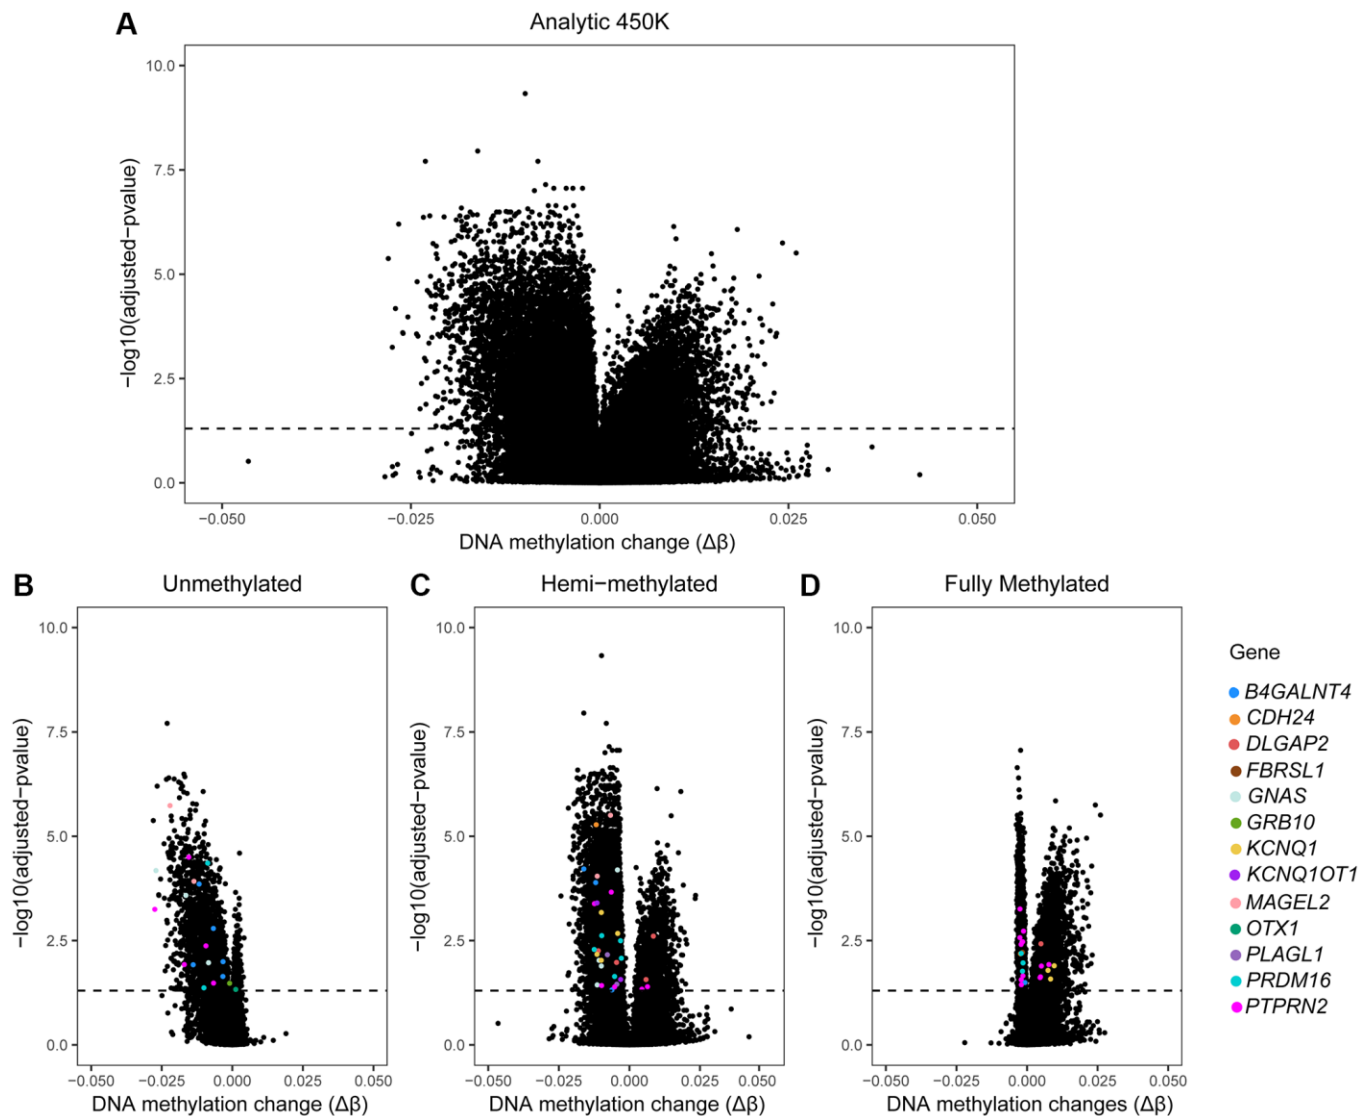 A
Analytic 450K
−log10(adjusted−pvalue)
10.0
7.5
5.0
2.5
0.0
−0.050
−0.025
0.000
0.025
0.050
DNA methylation change (Δβ)
B
Unmethylated
−log10(adjusted−pvalue)
10.0
7.5
5.0
2.5
0.0
−0.050
−0.025
0.000
0.025
0.050
DNA methylation change (Δβ)
C
Hemi−methylated
−log10(adjusted−pvalue)
10.0
7.5
5.0
2.5
0.0
−0.050
−0.025
0.000
0.025
0.050
DNA methylation change (Δβ)
D
Fully Methylated
−log10(adjusted−pvalue)
10.0
7.5
5.0
2.5
0.0
−0.050
−0.025
0.000
0.025
0.050
DNA methylation changes (Δβ)
Gene
B4GALNT4
CDH24
DLGAP2
FBRSL1
GNAS
GRB10
KCNQ1
KCNQ1OT1
MAGEL2
OTX1
PLAGL1
PRDM16
PTPRN2